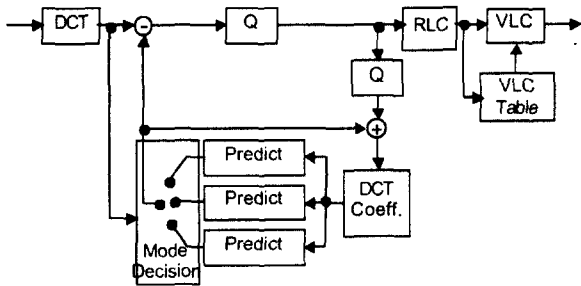 DCT
-
Q
RLC
VLC
Q
VLC
Table
+
Predict
Predict
Predict
DCT
Coeff.
Mode
Decision